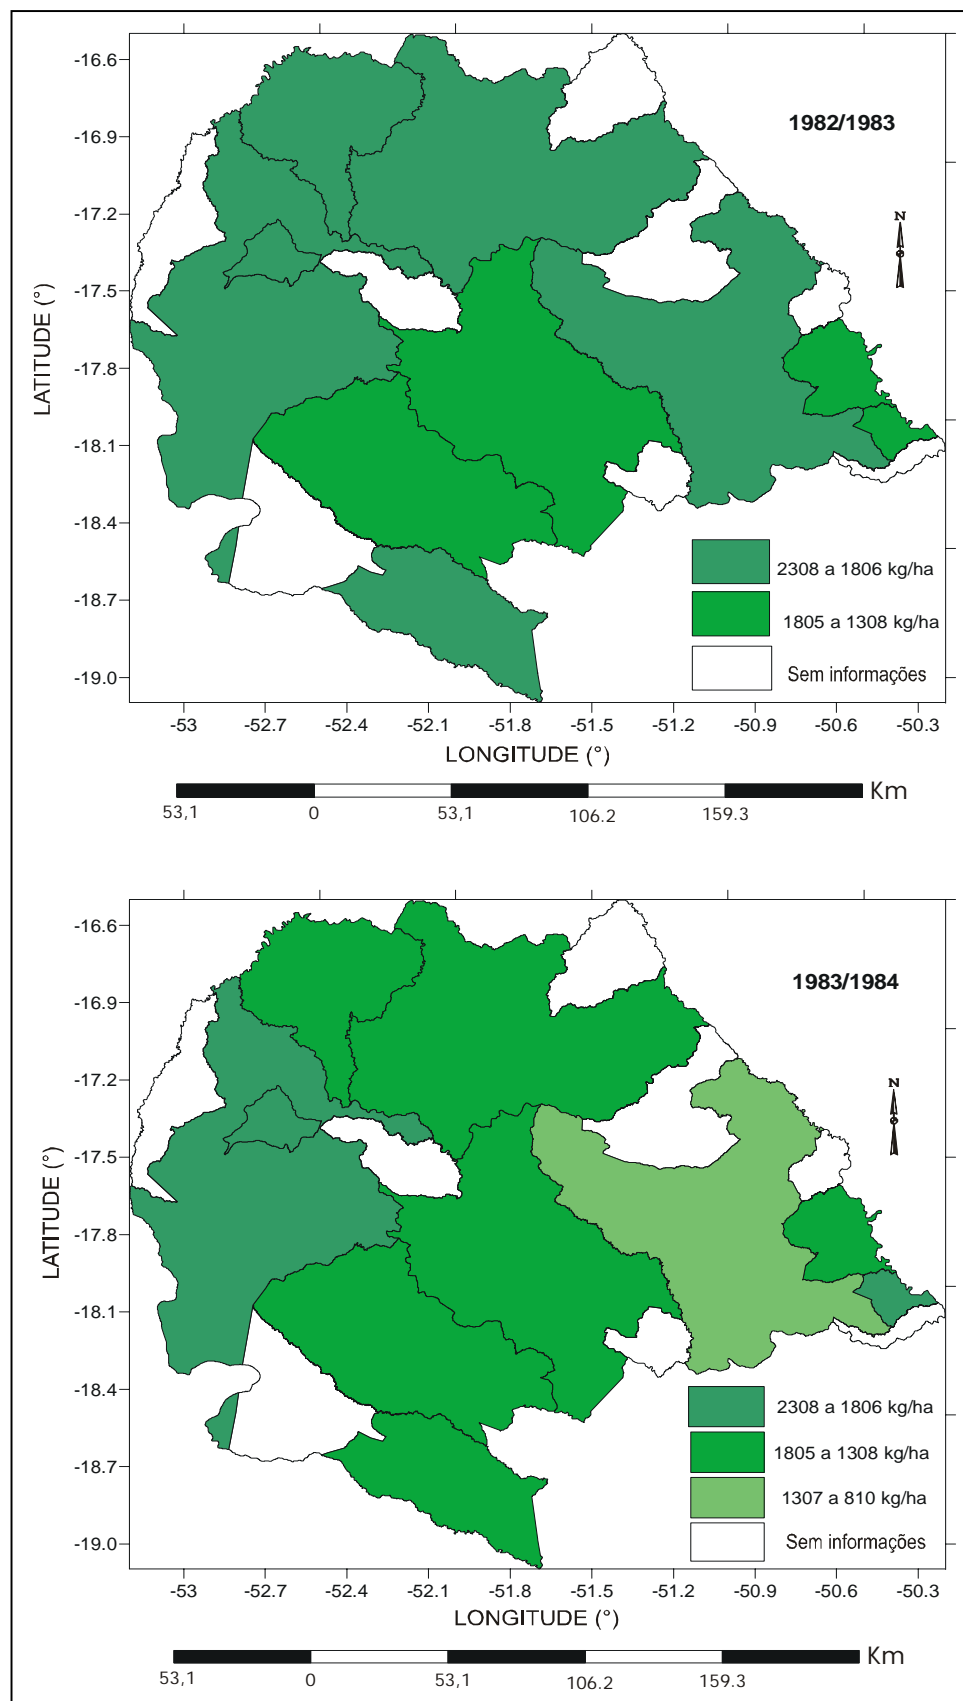 1982/1983
N
-16.6
-16.9
-17.2
-17.5
-17.8
-18.1
-18.4
-18.7
-19.0
LATITUDE (°)
2308 a 1806 kg/ha
1805 a 1308 kg/ha
Sem informações
-53 -52.7 -52.4 -52.1 -51.8 -51.5 -51.2 -50.9 -50.6 -50.3
LONGITUDE (°)
Km
53,1 0 53,1 106.2 159.3
1983/1984
N
-16.6
-16.9
-17.2
-17.5
-17.8
-18.1
-18.4
-18.7
-19.0
LATITUDE (°)
2308 a 1806 kg/ha
1805 a 1308 kg/ha
1307 a 810 kg/ha
Sem informações
-53 -52.7 -52.4 -52.1 -51.8 -51.5 -51.2 -50.9 -50.6 -50.3
LONGITUDE (°)
Km
53,1 0 53,1 106.2 159.3